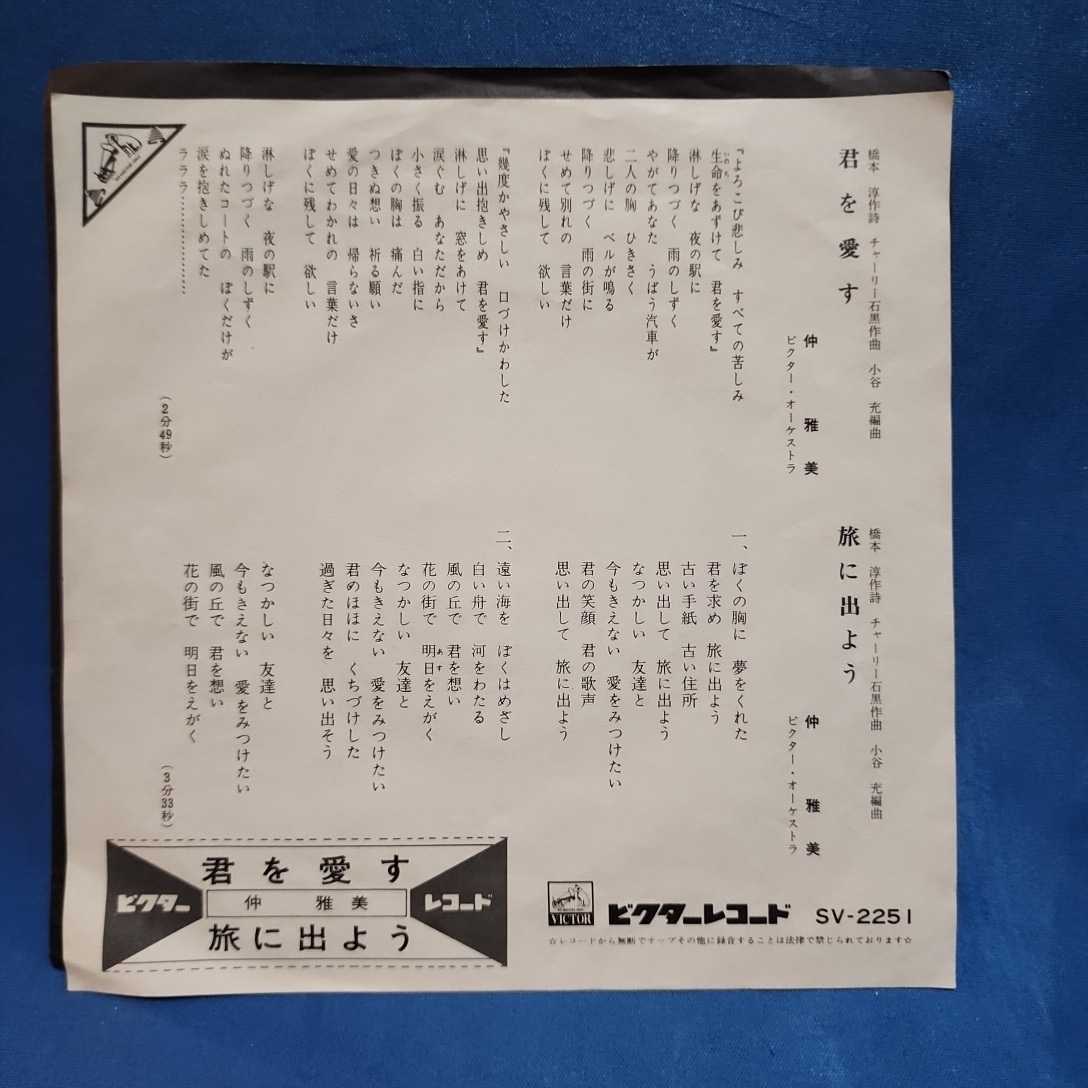 君を愛す
橋本 淳作詩 チャーリー石黒作曲 小谷 充編曲
仲 雅美
ビクター・オーケストラ
『よろこび悲しみ すべての苦しみ
生命をあずけて 君を愛す』
いのち
淋しげな 夜の駅に
降りつづく 雨のしずく
やがてあなた うばう汽車が
二人の胸 ひきさく
悲しげに ベルが鳴る
降りつづく 雨の街に
せめて別れの 言葉だけ
ぼくに残して 欲しい
『幾度かやさしい 口づけかわした
思い出抱きしめ 君を愛す』
淋しげに 窓をあけて
涙ぐむ あなただから
小さく振る 白い指に
ぼくの胸は 痛んだ
つきぬ想い 祈る願い
愛の日々は 帰らないさ
せめてわかれの 言葉だけ
ぼくに残して 欲しい
淋しげな 夜の駅に
降りつづく 雨のしずく
ぬれたコートの ぼくだけが
涙を抱きしめてた
ラララ……………
(2分49秒)
旅に出よう
橋本 淳作詩 チャーリー石黒作曲 小谷 充編曲
仲 雅美
ビクター・オーケストラ
一、ぼくの胸に 夢をくれた
君を求め 旅に出よう
古い手紙 古い住所
思い出して 旅に出よう
なつかしい 友達と
今もきえない 愛をみつけたい
君の笑顔 君の歌声
思い出して 旅に出よう
二、遠い海を ぼくはめざし
白い舟で 河をわたる
風の丘で 君を想い
花の街で 明日をえがく
あす
なつかしい 友達と
今もきえない 愛をみつけたい
君のほほに くちづけした
過ぎた日々を 思い出そう
なつかしい 友達と
今もきえない 愛をみつけたい
風の丘で 君を想い
花の街で 明日をえがく
(3分33秒)
君を愛す
ビクター 仲 雅美 レコード
旅に出よう
VICTOR ビクターレコード SV-2251
☆レコードから無断でテープその他に録音することは法律で禁じられております☆